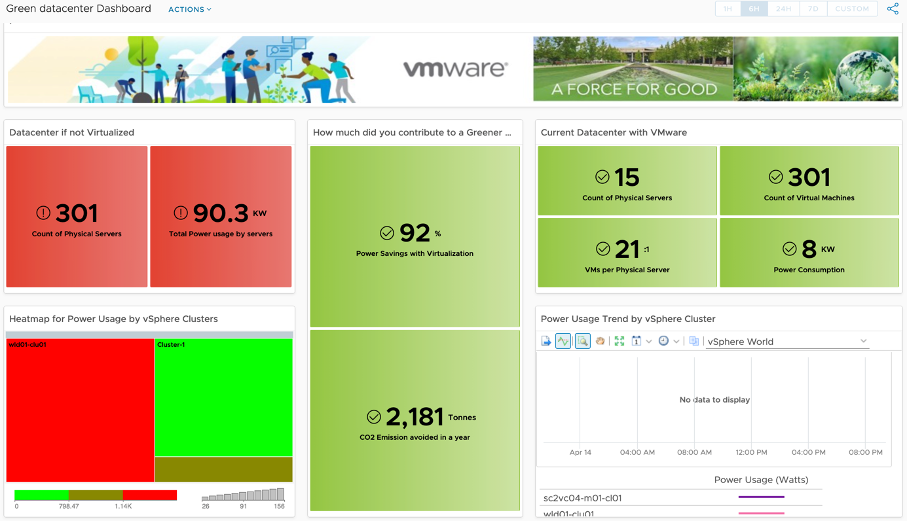 Green datacenter Dashboard
ACTIONS
1H 6H 24H 7D CUSTOM
vmware®
A FORCE FOR GOOD
Datacenter if not Virtualized
301
Count of Physical Servers
90.3 KW
Total Power usage by servers
How much did you contribute to a Greener ...
92 %
Power Savings with Virtualization
2,181 Tonnes
CO2 Emission avoided in a year
Current Datacenter with VMware
15
Count of Physical Servers
301
Count of Virtual Machines
21 :1
VMs per Physical Server
8 KW
Power Consumption
Heatmap for Power Usage by vSphere Clusters
wld01-clu01
Cluster-1
0 798.47 1.14K
26 91 156
Power Usage Trend by vSphere Cluster
vSphere World
No data to display
Apr 14 04:00 AM 08:00 AM 12:00 PM 04:00 PM 08:00 PM
Power Usage (Watts)
sc2vc04-m01-cl01
wld01-clu01